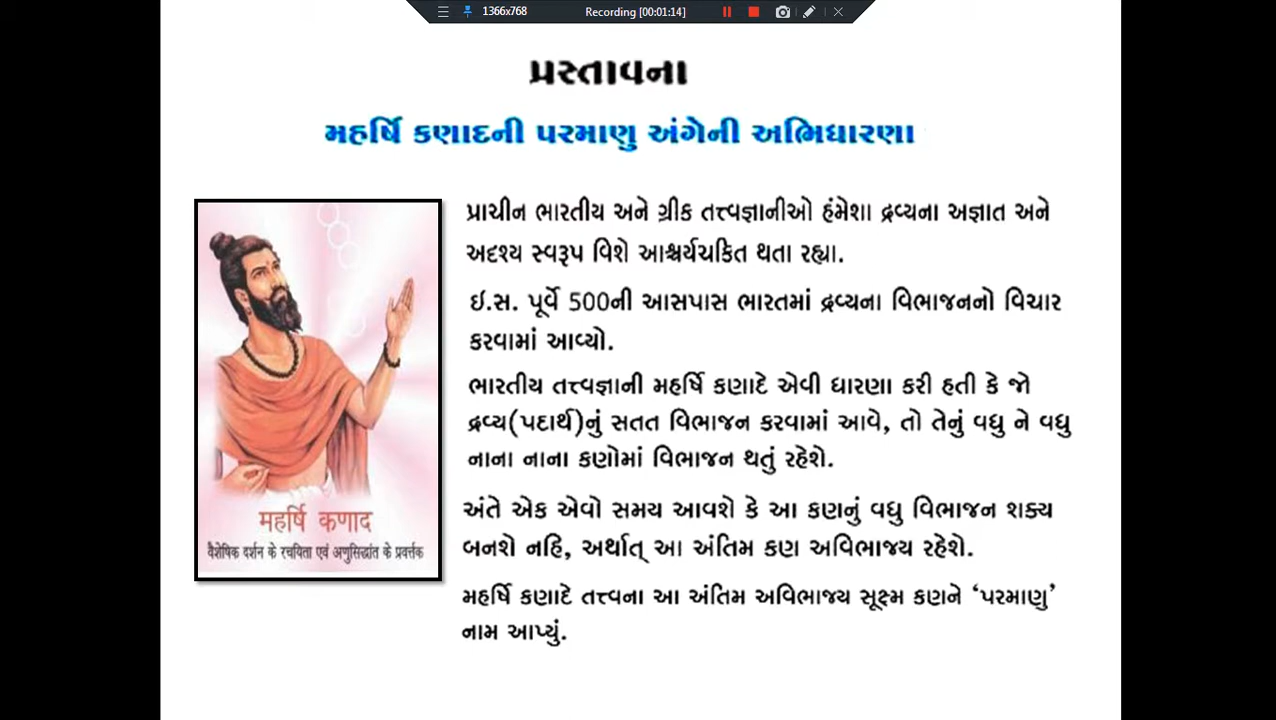 1366x768
Recording [00:01:14]
પ્રસ્તાવના
મહર્ષિ કણાદની પરમાણુ અંગેની અભિધારણા
પ્રાચીન ભારતીય અને ગ્રીક તત્ત્વજ્ઞાનીઓ હંમેશા દ્રવ્યના અજ્ઞાત અને
અદૃશ્ય સ્વરૂપ વિશે આશ્ચર્યચકિત થતા રહ્યા.
ઇ.સ. પૂર્વે 500ની આસપાસ ભારતમાં દ્રવ્યના વિભાજનનો વિચાર
કરવામાં આવ્યો.
ભારતીય તત્ત્વજ્ઞાની મહર્ષિ કણાદે એવી ધારણા કરી હતી કે જો
દ્રવ્ય(પદાર્થ)નું સતત વિભાજન કરવામાં આવે, તો તેનું વધુ ને વધુ
નાના નાના કણોમાં વિભાજન થતું રહેશે.
અંતે એક એવો સમય આવશે કે આ કણનું વધુ વિભાજન શક્ય
બનશે નહિ, અર્થાત્ આ અંતિમ કણ અવિભાજ્ય રહેશે.
મહર્ષિ કણાદે તત્ત્વના આ અંતિમ અવિભાજ્ય સૂક્ષ્મ કણને ‘પરમાણુ’
નામ આપ્યું.
महर्षि कणाद
वैशेषिक दर्शन के रचयिता एवं अणुसिद्धांत के प्रवर्त्तक